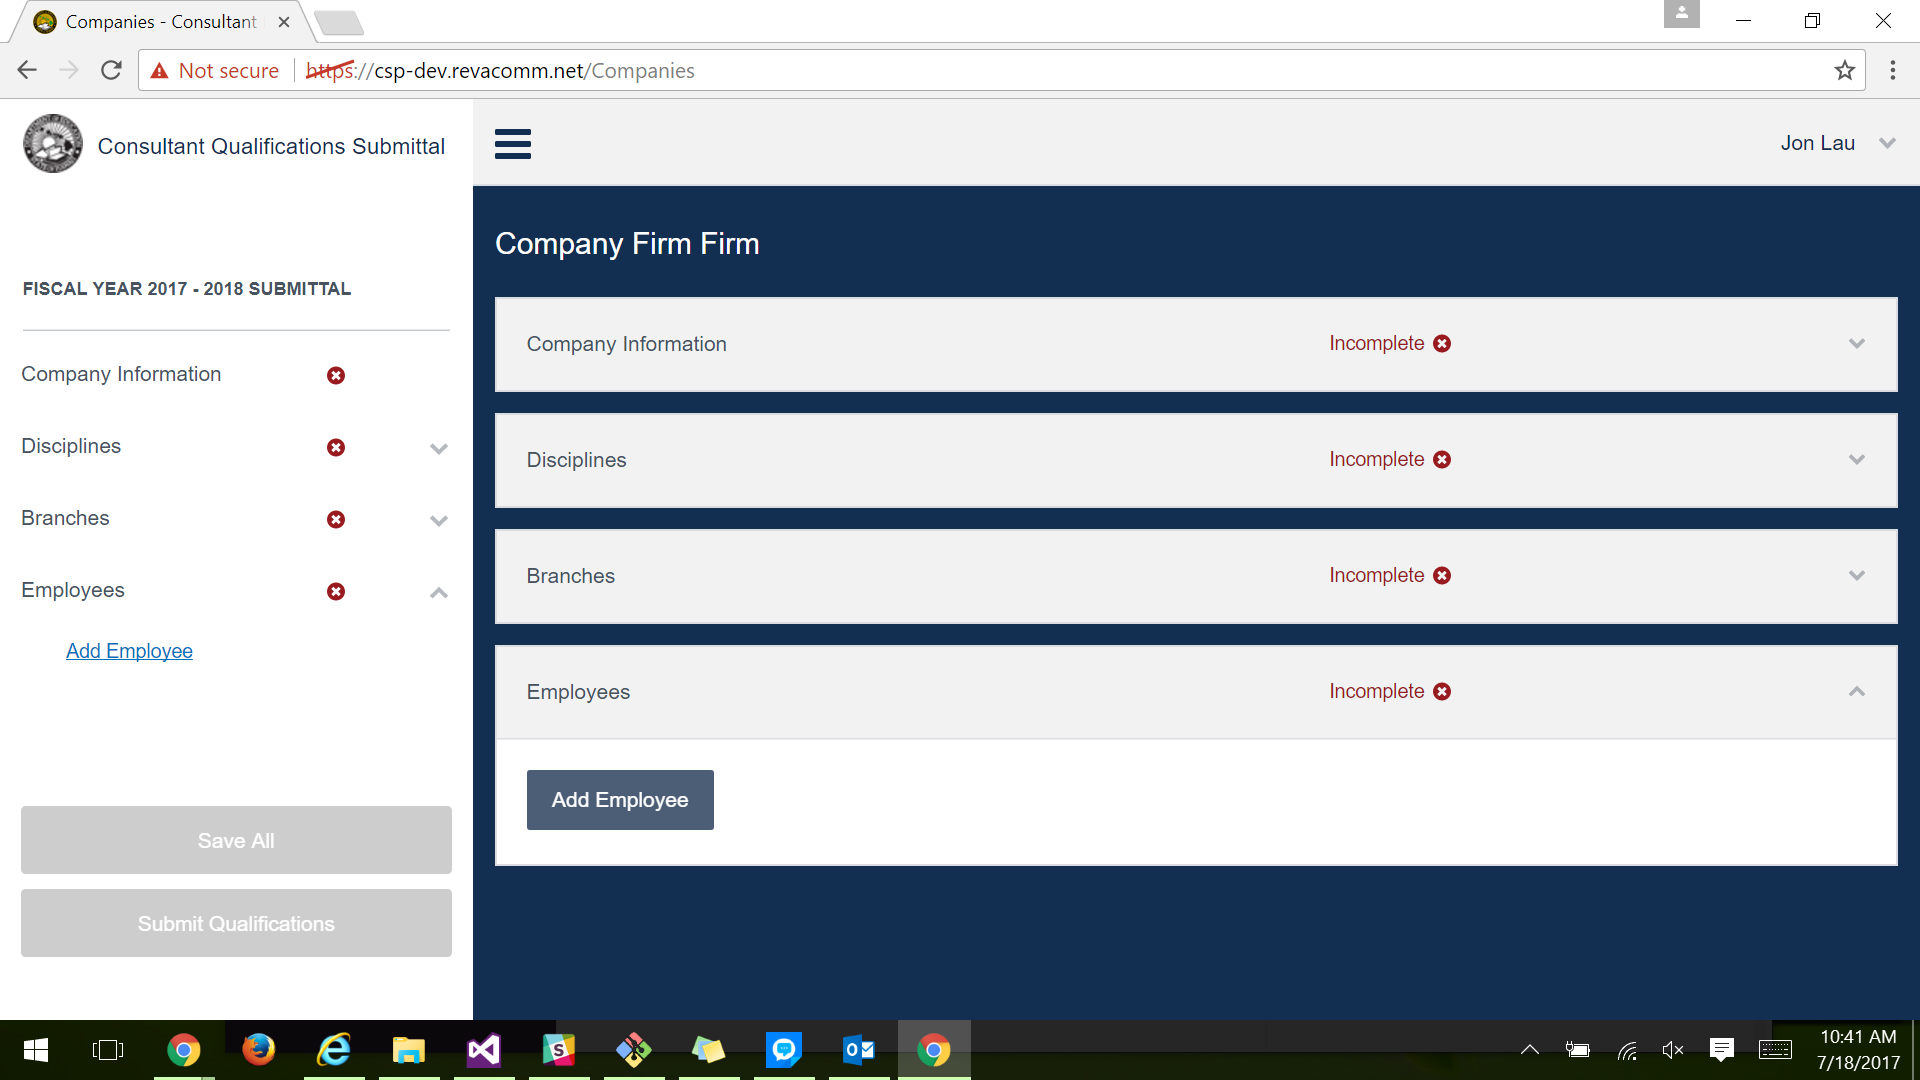 Companies - Consultant
Not secure
https://csp-dev.revacomm.net/Companies
Consultant Qualifications Submittal
Jon Lau
FISCAL YEAR 2017 - 2018 SUBMITTAL
Company Information
Disciplines
Branches
Employees
Add Employee
Save All
Submit Qualifications
Company Firm Firm
Company Information Incomplete
Disciplines Incomplete
Branches Incomplete
Employees Incomplete
Add Employee
10:41 AM
7/18/2017